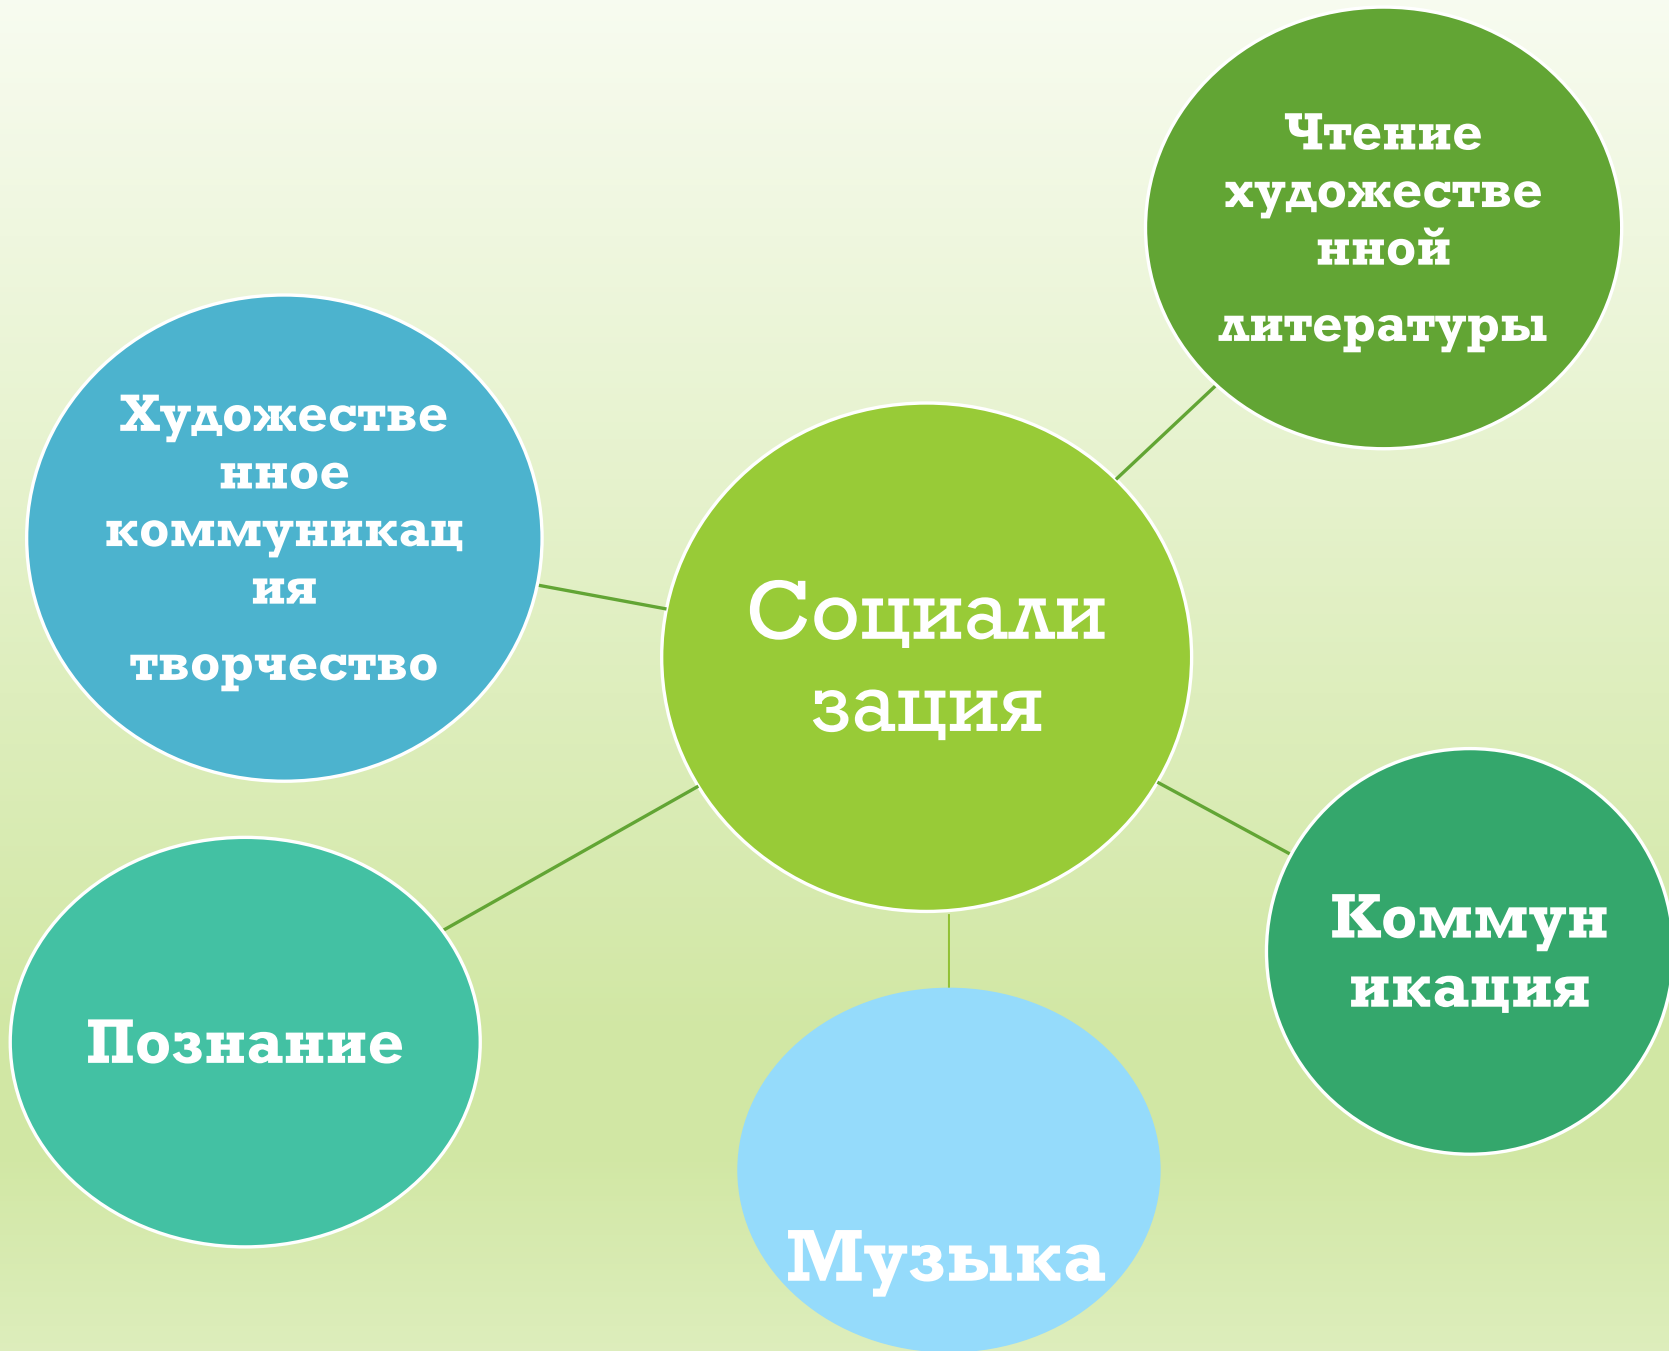 Чтение
художестве
нной
литературы
Художестве
нное
коммуникац
ия
творчество
Социали
зация
Коммун
икация
Познание
Музыка